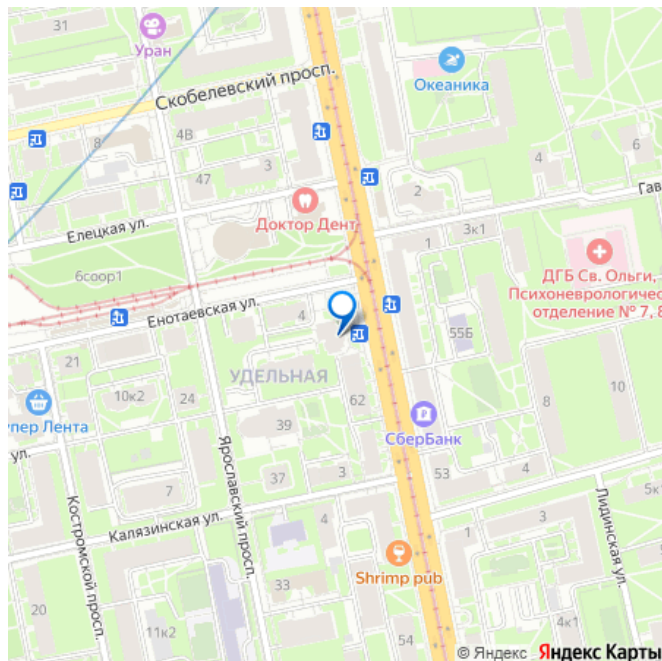 31
Уран
Скобелевский просп.
Океаника
8
4В
3
47
4
6
2
Доктор Дент
Гав
Елецкая ул.
3к1
1
6соор1
ДГБ Св. Ольги,
Психоневрологичес
отделение № 7, 8
Енотаевская ул.
4
55Б
21
УДЕЛЬНАЯ
10к2
24
62
8
10
упер Лента
39
СберБанк
ул.
Ярославский просп.
37
3
53
4
7
5к1
Калязинская ул.
4
1
3
Лидинская ул.
Костромской просп.
33
Shrimp pub
20
11к2
54
4к1
© Яндекс Яндекс Карты